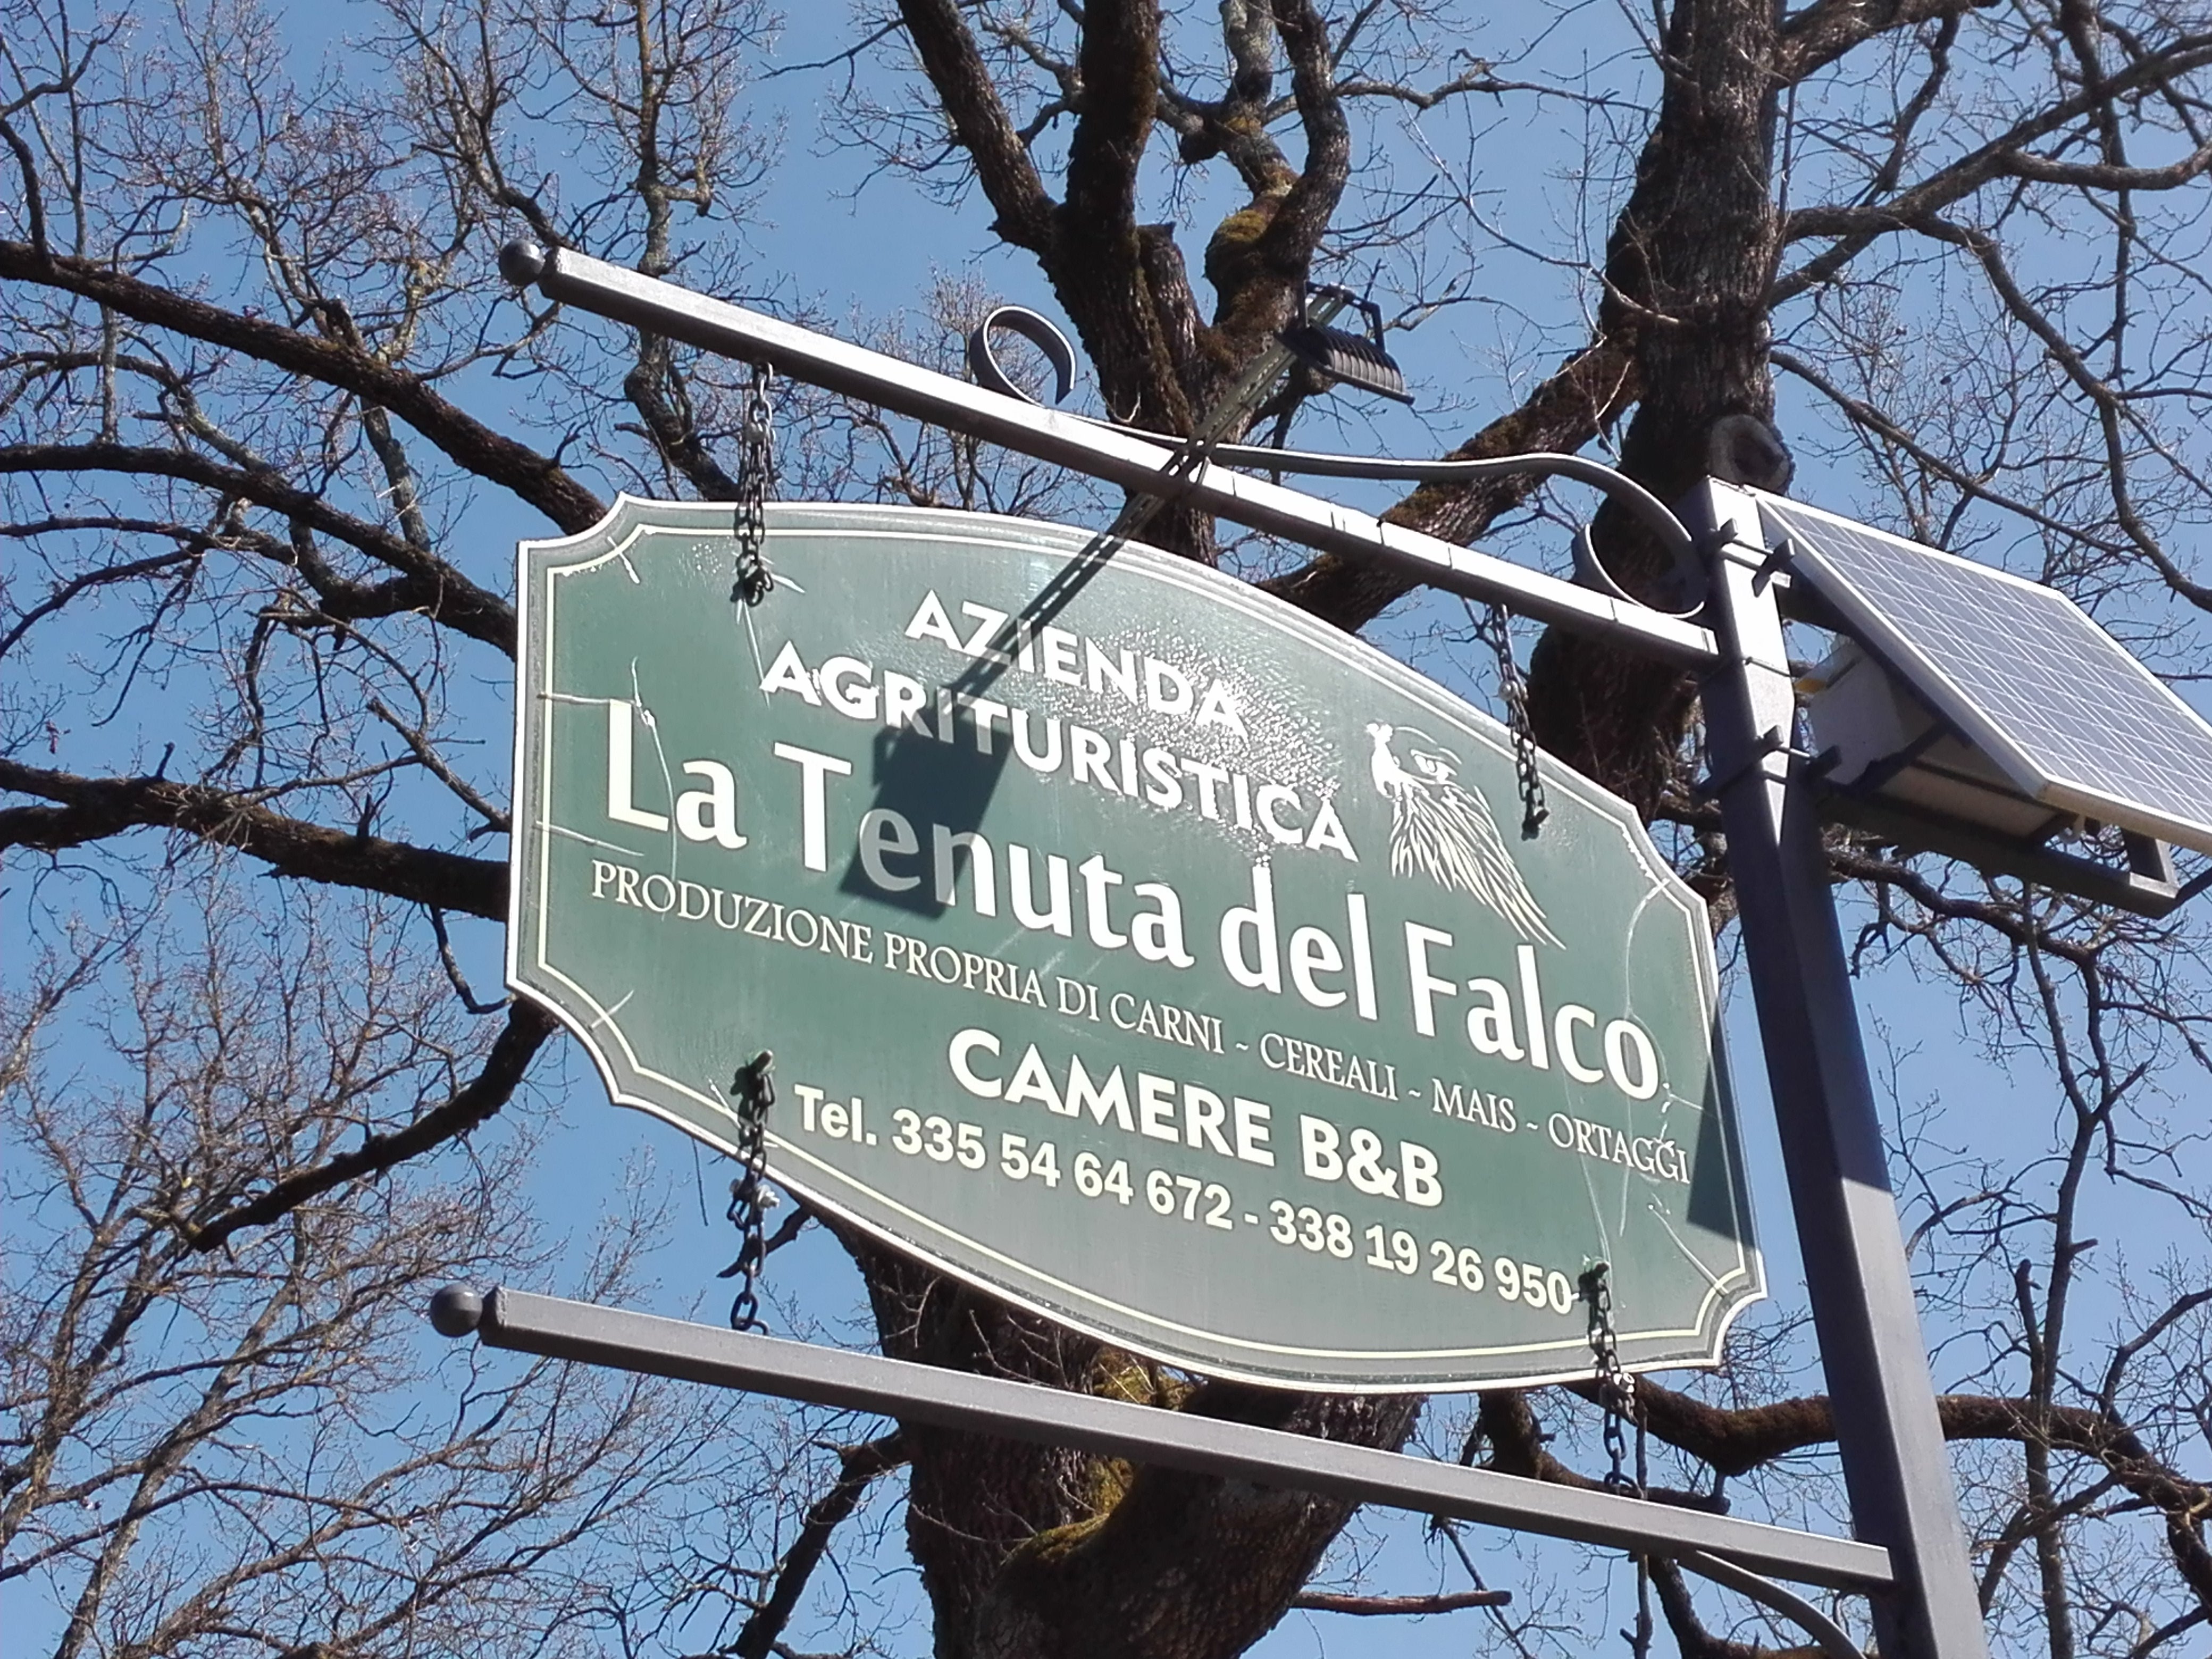 AZIENDA
AGRITURISTICA
La Tenuta del Falco
PRODUZIONE PROPRIA DI CARNI ~ CEREALI ~ MAIS ~ ORTAGGI
CAMERE B&B
Tel. 335 54 64 672 - 338 19 26 950